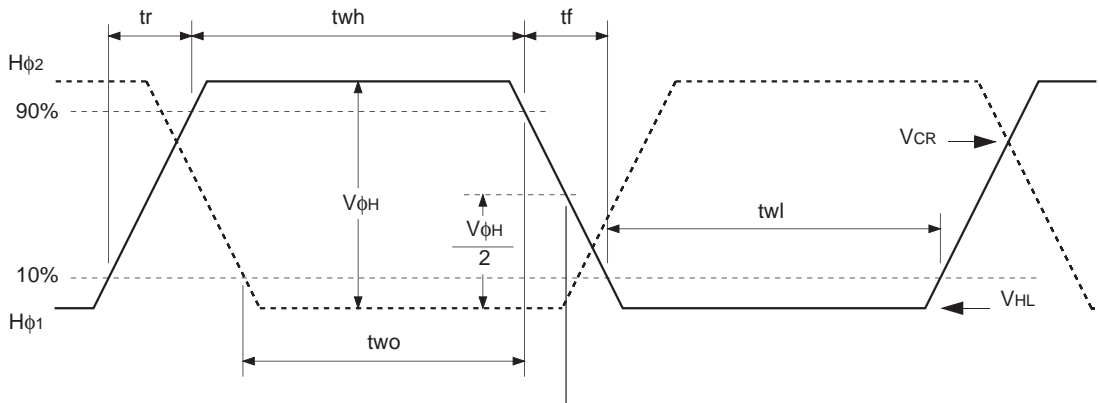 tr
twh
tf
Hϕ2
90%
VCR
VϕH
twl
VϕH
2
10%
VHL
Hϕ1
two